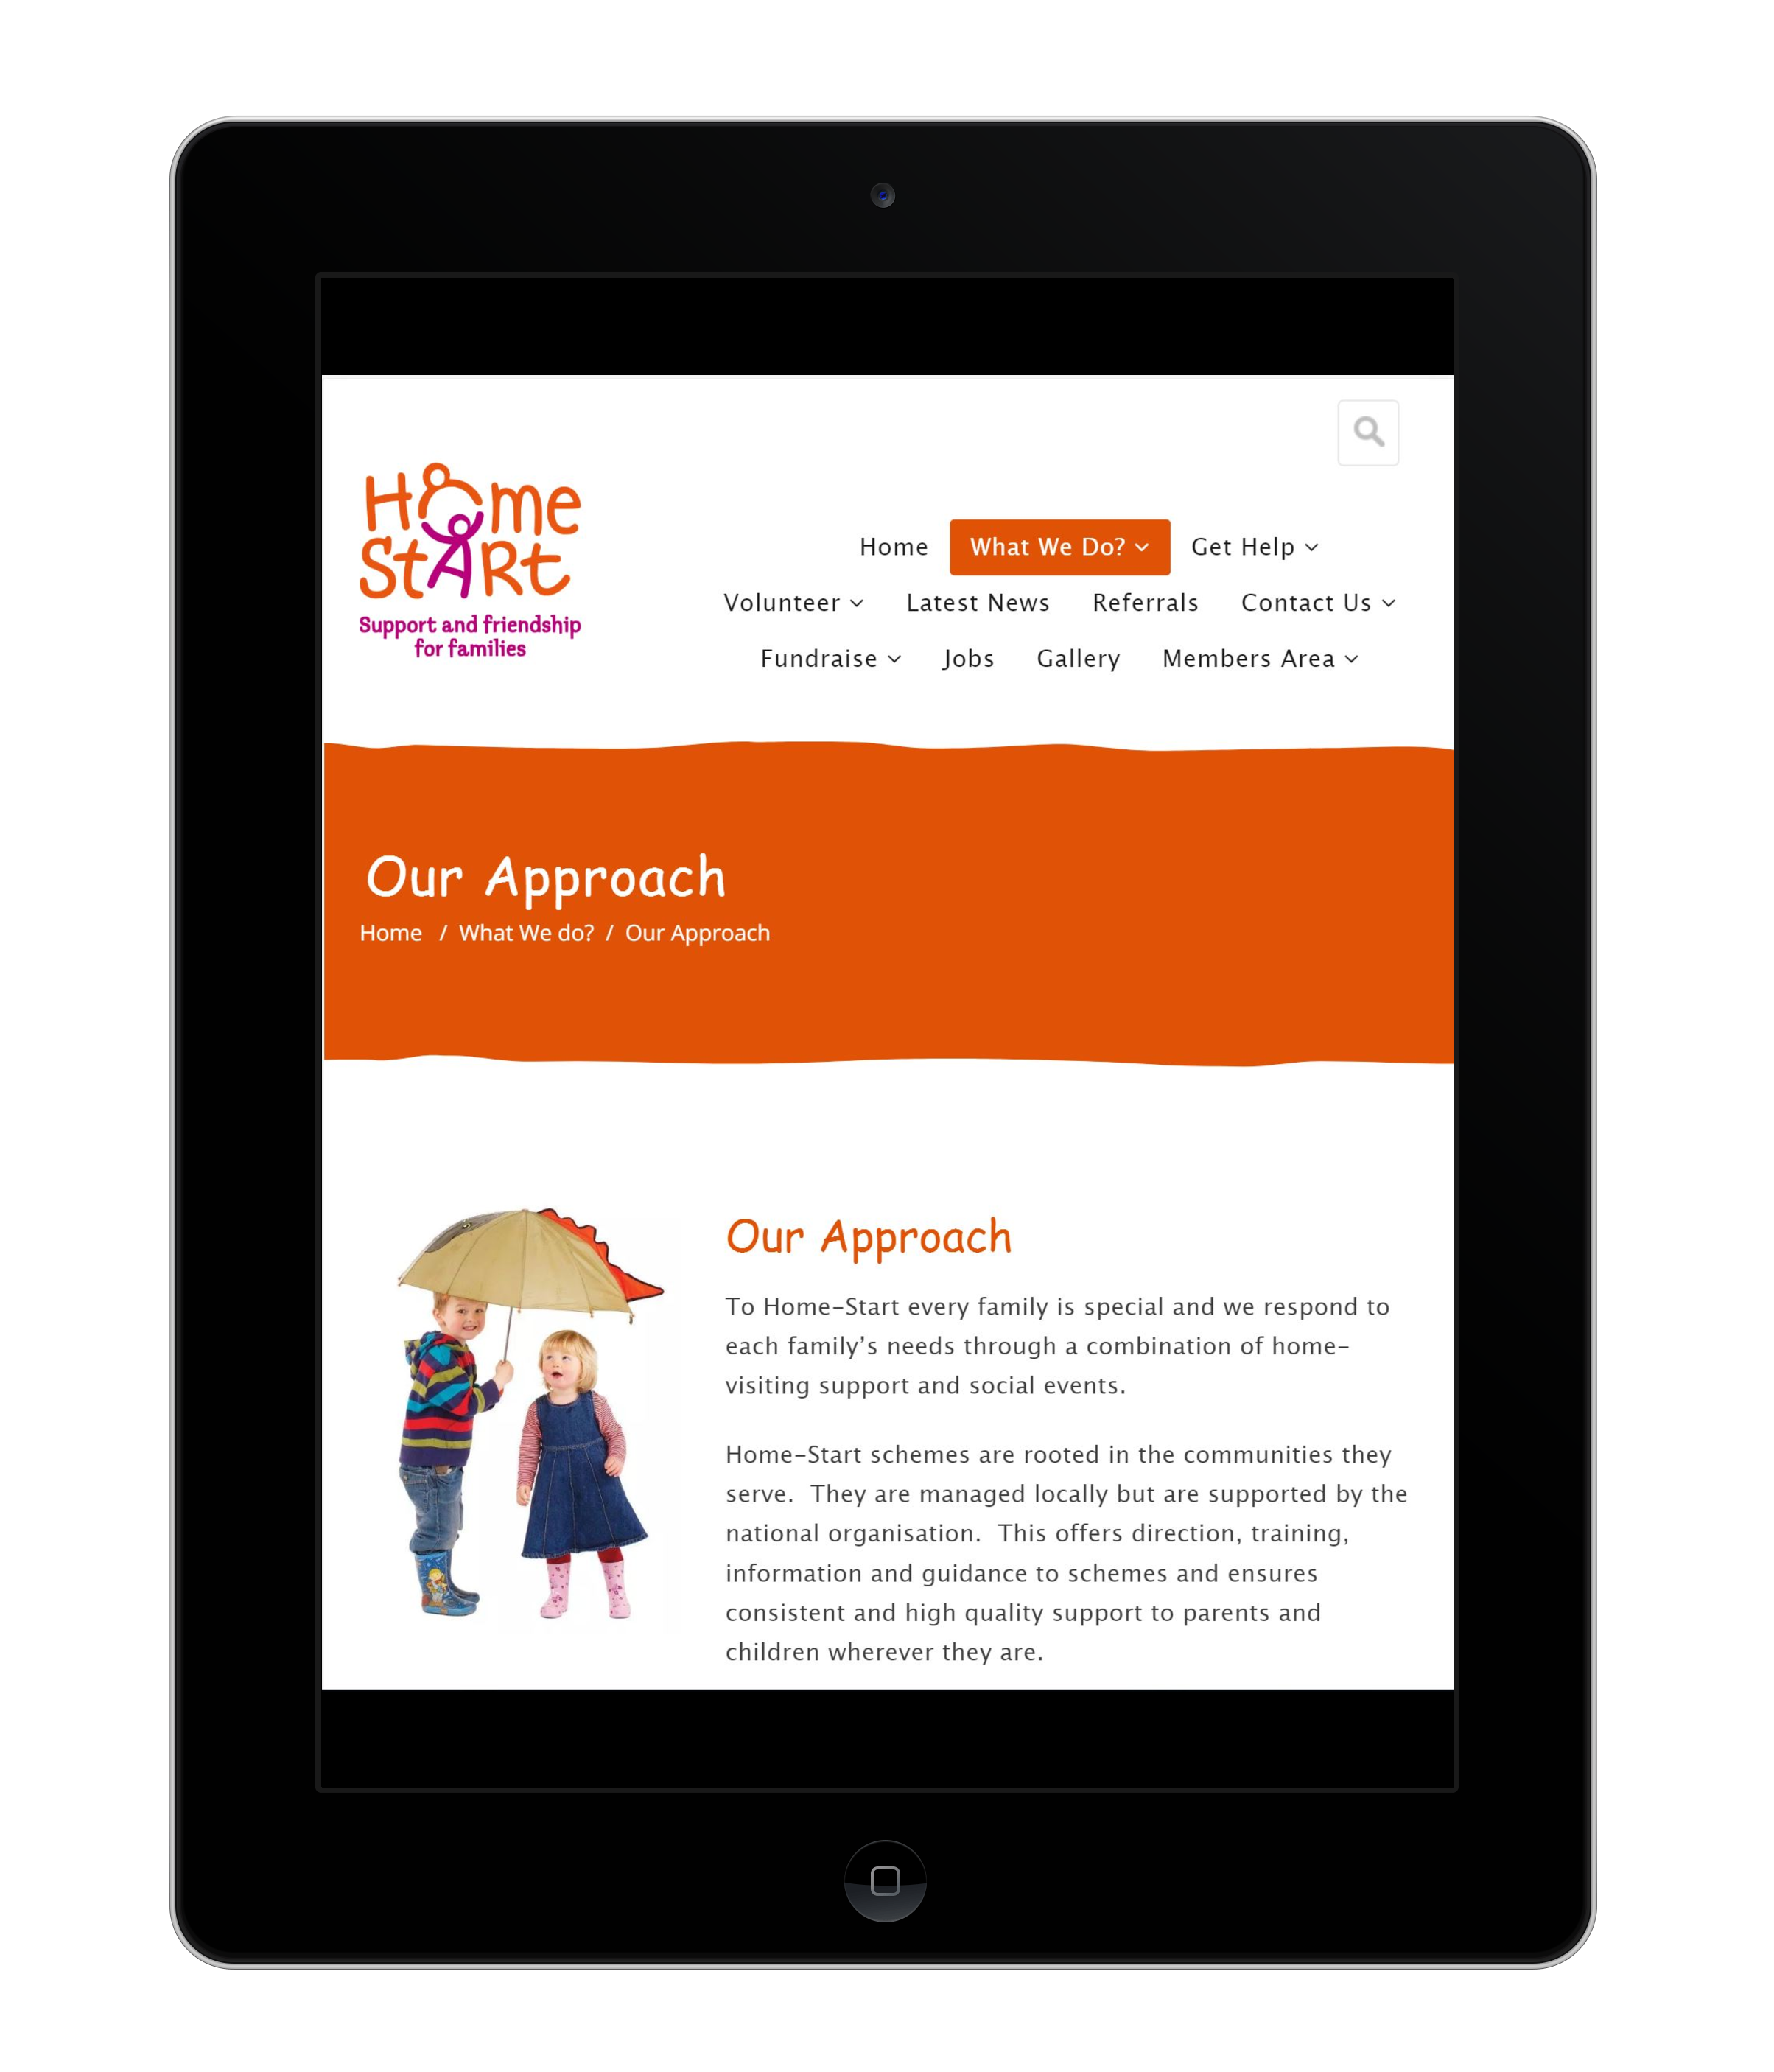 Home
Start
Support and friendship
for families
Home What We Do? Get Help
Volunteer Latest News Referrals Contact Us
Fundraise Jobs Gallery Members Area
Our Approach
Home / What We do? / Our Approach
Our Approach
To Home-Start every family is special and we respond to
each family’s needs through a combination of home-
visiting support and social events.
Home-Start schemes are rooted in the communities they
serve.  They are managed locally but are supported by the
national organisation.  This offers direction, training,
information and guidance to schemes and ensures
consistent and high quality support to parents and
children wherever they are.